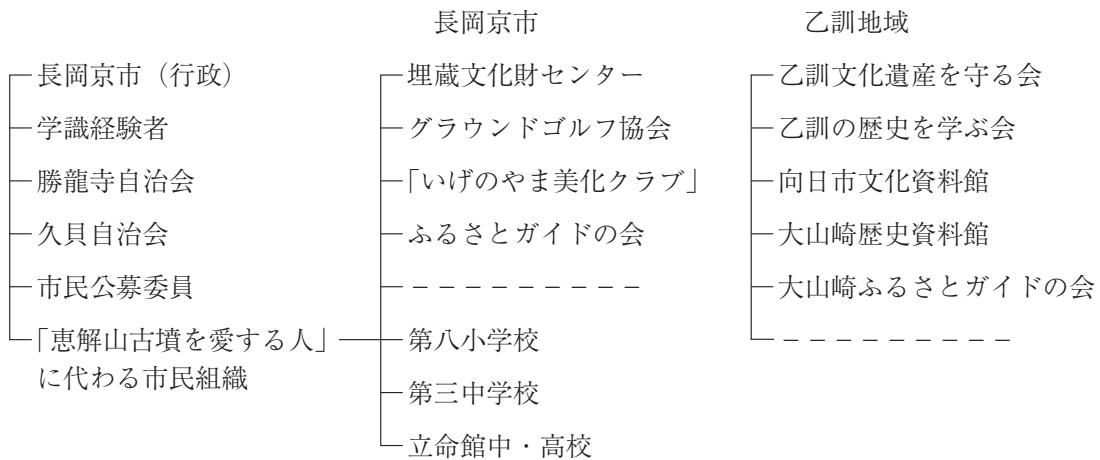 長岡京市(行政)
学識経験者
勝龍寺自治会
久貝自治会
市民公募委員
「恵解山古墳を愛する人」
に代わる市民組織
長岡京市
埋蔵文化財センター
グラウンドゴルフ協会
「いげのやま美化クラブ」
ふるさとガイドの会
－－－－－－－－－
第八小学校
第三中学校
立命館中・高校
乙訓地域
乙訓文化遺産を守る会
乙訓の歴史を学ぶ会
向日市文化資料館
大山崎歴史資料館
大山崎ふるさとガイドの会
－－－－－－－－－